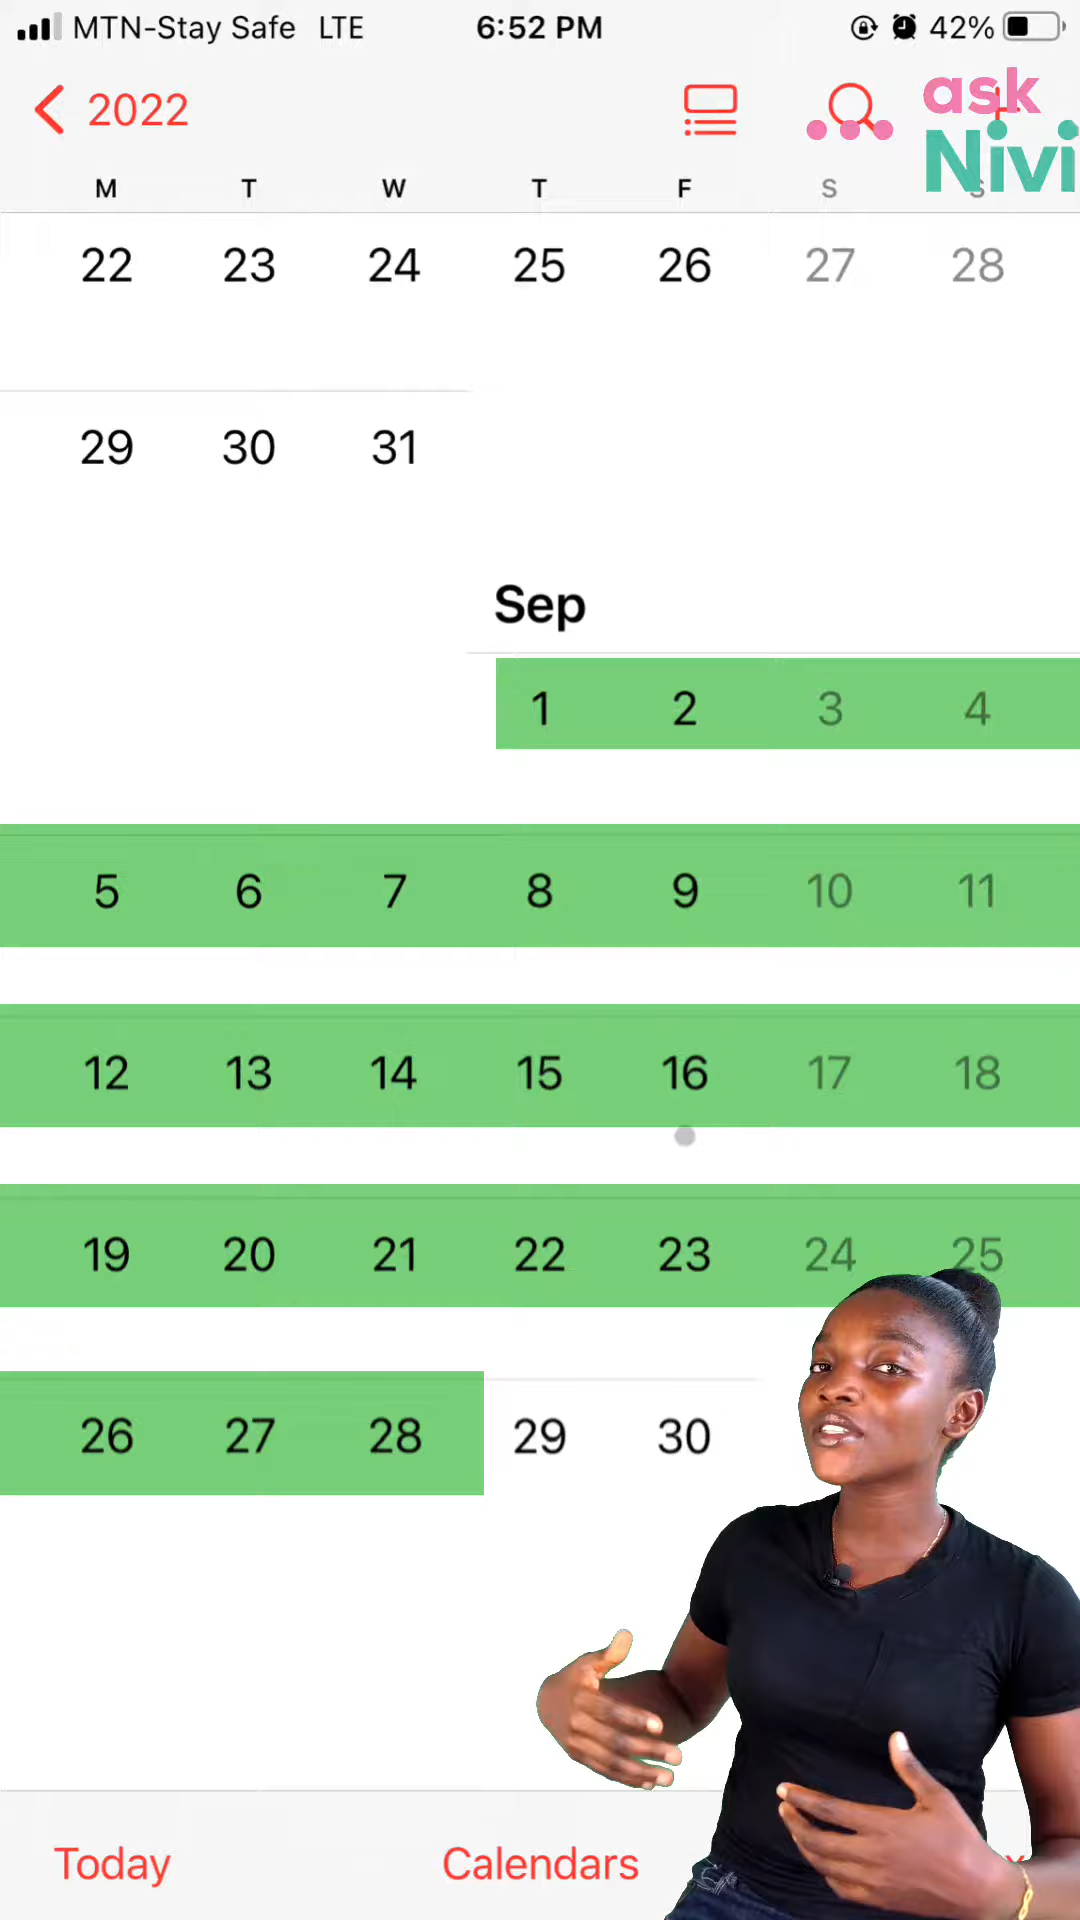 MTN-Stay Safe LTE 6:52 PM 42%
2022
ask
Nivi
M T W T F S S
22 23 24 25 26 27 28
29 30 31
Sep
1 2 3 4
5 6 7 8 9 10 11
12 13 14 15 16 17 18
19 20 21 22 23 24 25
26 27 28 29 30
Today Calendars